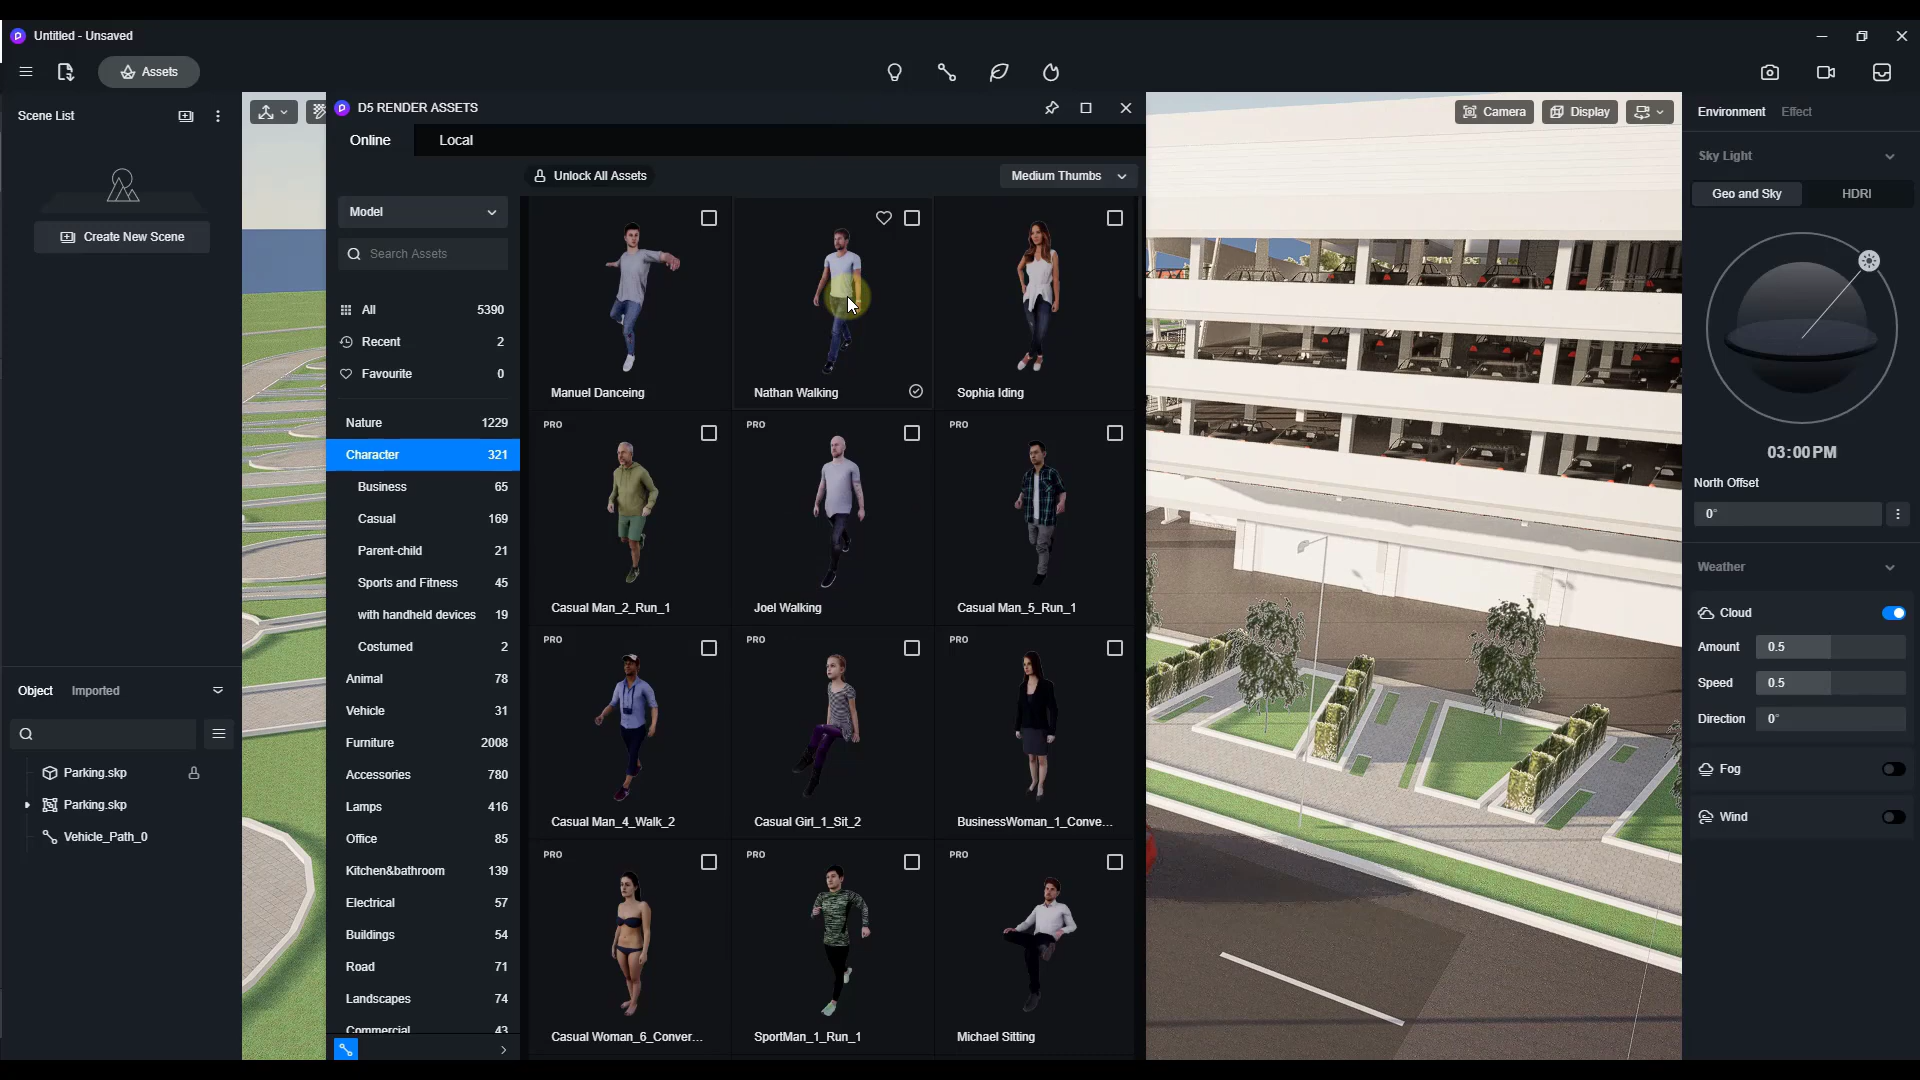 Untitled - Unsaved
Assets
Scene List
Create New Scene
Object Imported
Parking.skp
Parking.skp
Vehicle_Path_0
D5 RENDER ASSETS
Online Local
Unlock All Assets Medium Thumbs
Model
Search Assets
All 5390
Recent 2
Favourite 0
Nature 1229
Character 321
Business 65
Casual 169
Parent-child 21
Sports and Fitness 45
with handheld devices 19
Costumed 2
Animal 78
Vehicle 31
Furniture 2008
Accessories 780
Lamps 416
Office 85
Kitchen&bathroom 139
Electrical 57
Buildings 54
Road 71
Landscapes 74
Commercial 43
Manuel Danceing Nathan Walking Sophia Iding
PRO PRO PRO
Casual Man_2_Run_1 Joel Walking Casual Man_5_Run_1
PRO PRO PRO
Casual Man_4_Walk_2 Casual Girl_1_Sit_2 BusinessWoman_1_Conve...
PRO PRO PRO
Casual Woman_6_Conver... SportMan_1_Run_1 Michael Sitting
Camera Display
Environment Effect
Sky Light
Geo and Sky HDRI
03:00PM
North Offset
0°
Weather
Cloud
Amount 0.5
Speed 0.5
Direction 0°
Fog
Wind